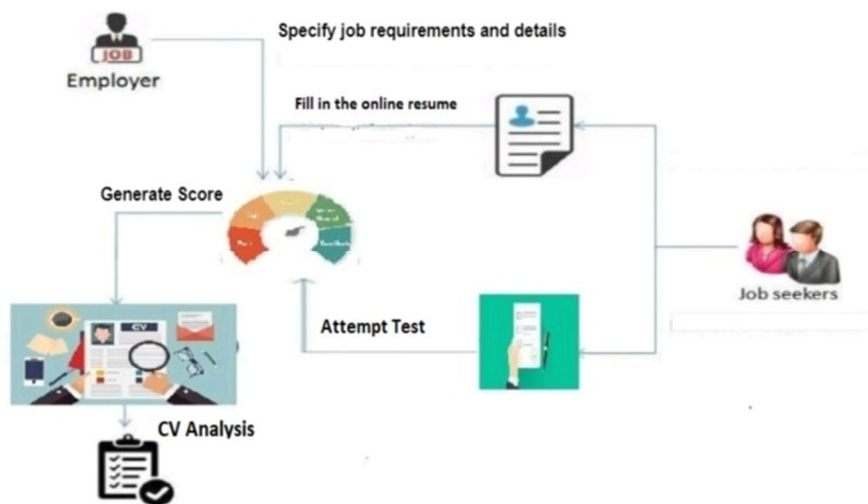 Specify job requirements and details
JOB
Employer
Fill in the online resume
Generate Score
Job seekers
CV
Attempt Test
CV Analysis